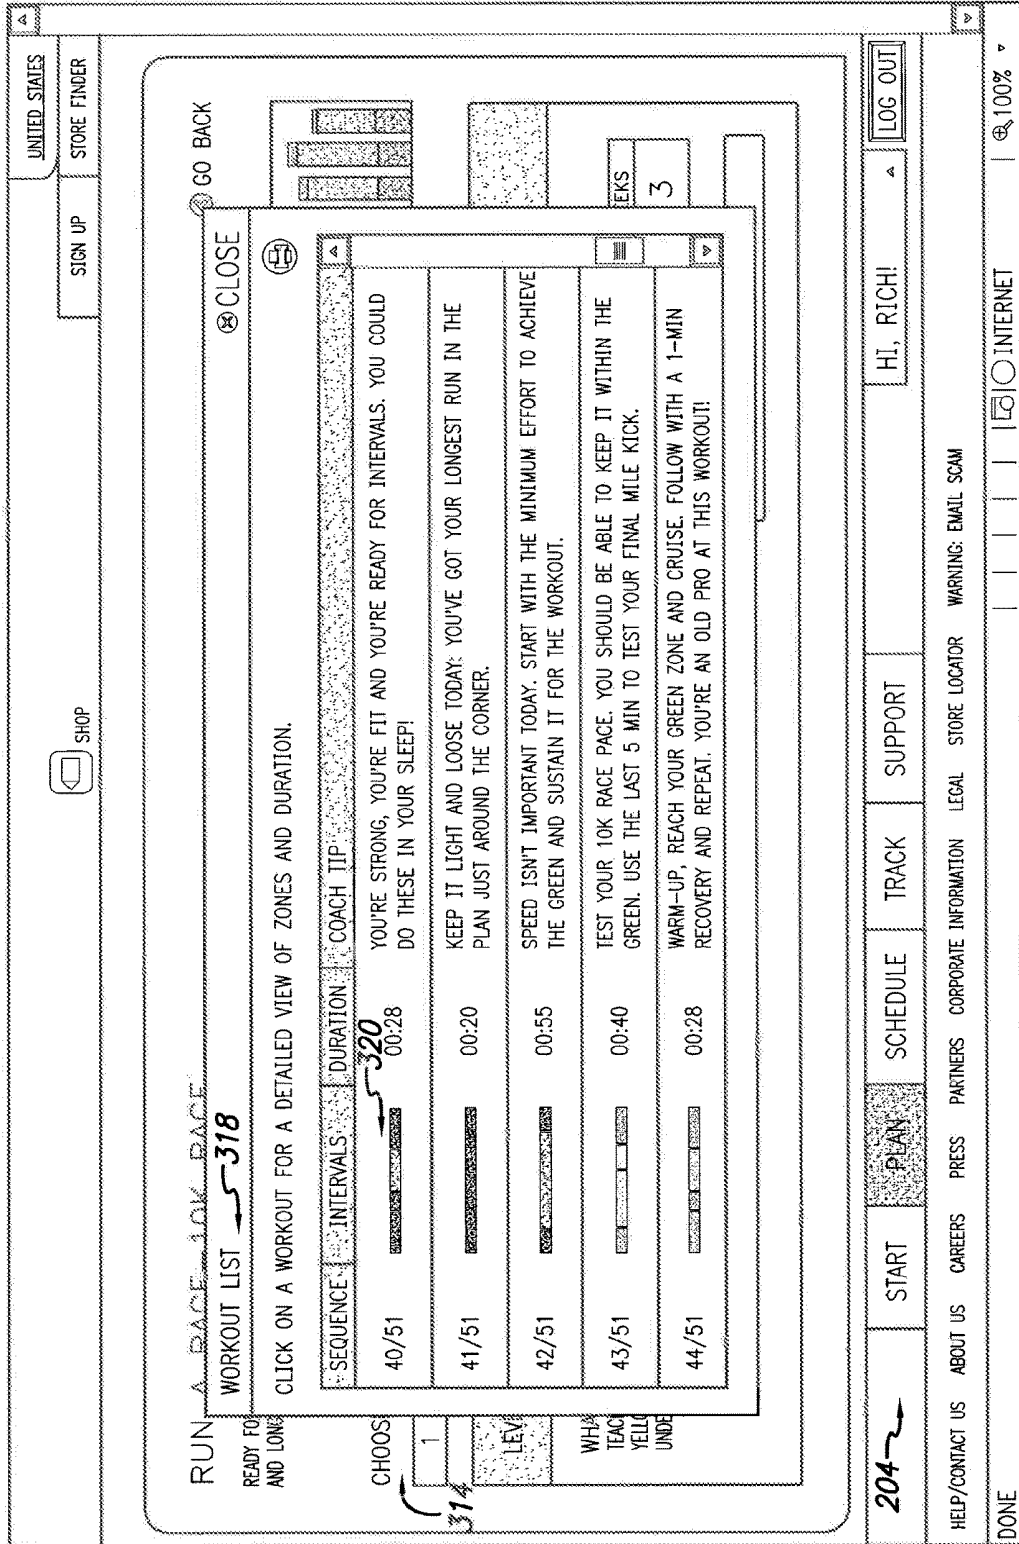 UNITED STATES
SHOP
SIGN UP
STORE FINDER
RUN A RACE-10K RACE
GO BACK
READY FO
AND LONG
CHOOS
314
1
LEV
WHA
TEAC
YELL
UNDE
EKS
3
WORKOUT LIST
318
CLOSE
CLICK ON A WORKOUT FOR A DETAILED VIEW OF ZONES AND DURATION.
SEQUENCE INTERVALS DURATION COACH TIP
320
40/51 00:28 YOU'RE STRONG, YOU'RE FIT AND YOU'RE READY FOR INTERVALS. YOU COULD
DO THESE IN YOUR SLEEP!
41/51 00:20 KEEP IT LIGHT AND LOOSE TODAY: YOU'VE GOT YOUR LONGEST RUN IN THE
PLAN JUST AROUND THE CORNER.
42/51 00:55 SPEED ISN'T IMPORTANT TODAY. START WITH THE MINIMUM EFFORT TO ACHIEVE
THE GREEN AND SUSTAIN IT FOR THE WORKOUT.
43/51 00:40 TEST YOUR 10K RACE PACE. YOU SHOULD BE ABLE TO KEEP IT WITHIN THE
GREEN. USE THE LAST 5 MIN TO TEST YOUR FINAL MILE KICK.
44/51 00:28 WARM-UP, REACH YOUR GREEN ZONE AND CRUISE. FOLLOW WITH A 1-MIN
RECOVERY AND REPEAT. YOU'RE AN OLD PRO AT THIS WORKOUT!
204 START PLAN SCHEDULE TRACK SUPPORT HI, RICH! LOG OUT
HELP/CONTACT US ABOUT US CAREERS PRESS PARTNERS CORPORATE INFORMATION LEGAL STORE LOCATOR WARNING: EMAIL SCAM
DONE INTERNET 100%